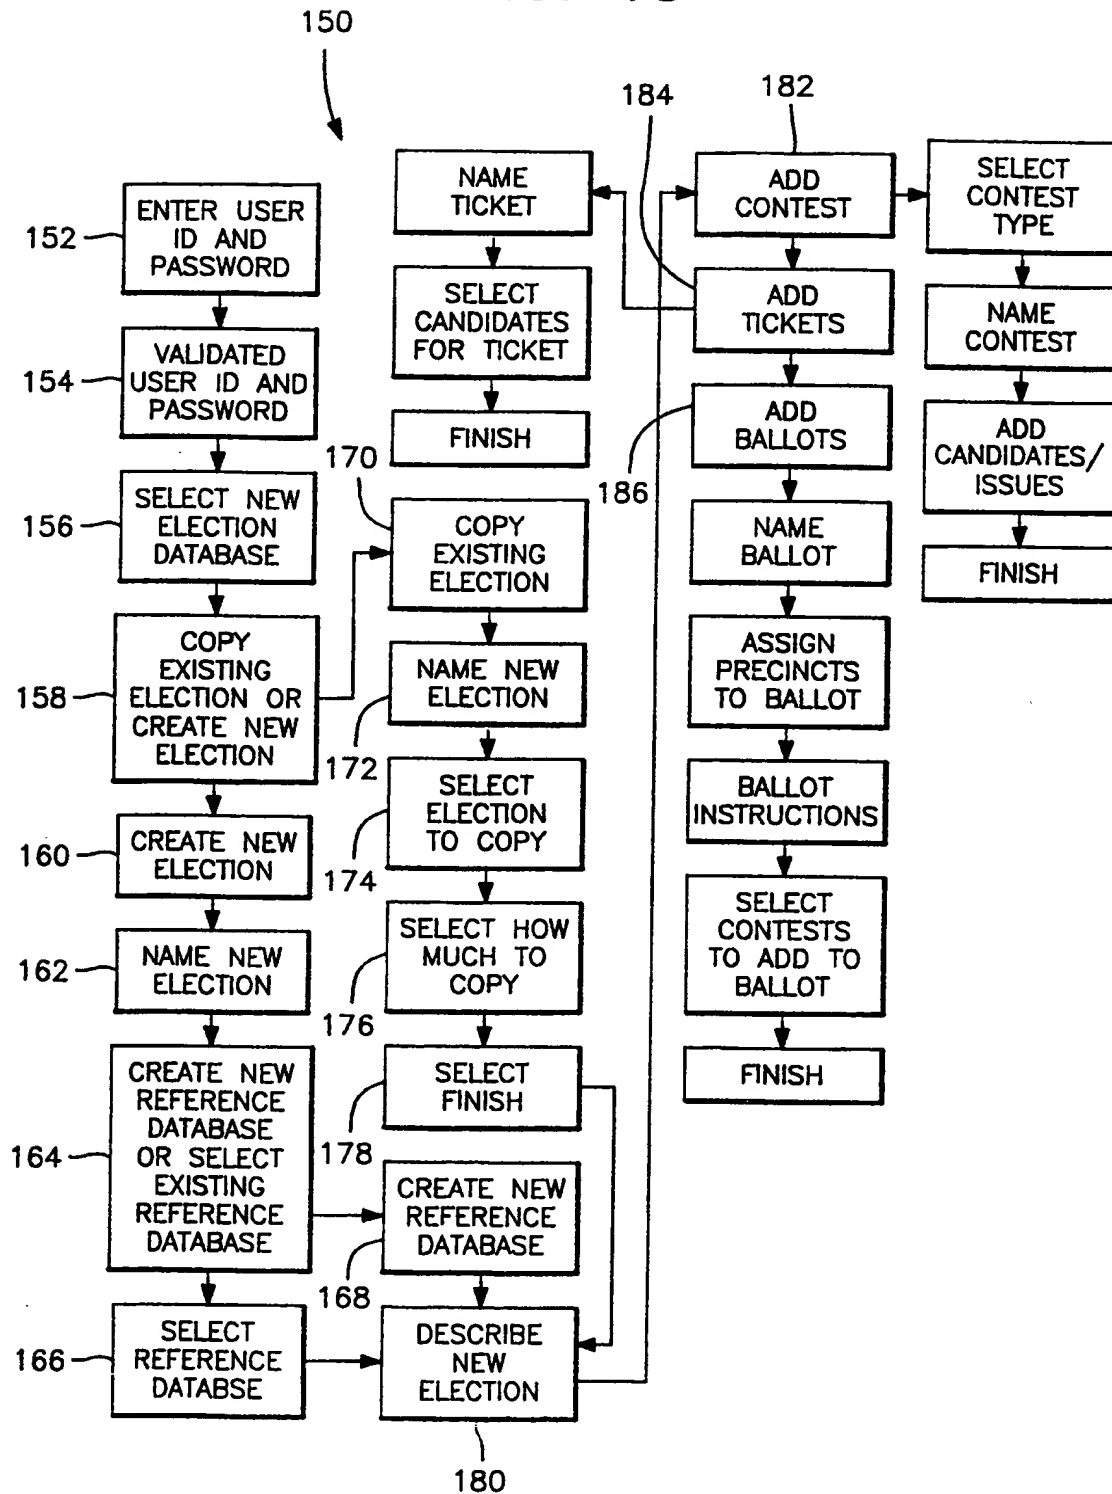 150
152
ENTER USER
ID AND
PASSWORD
154
VALIDATED
USER ID AND
PASSWORD
156
SELECT NEW
ELECTION
DATABASE
158
COPY
EXISTING
ELECTION OR
CREATE NEW
ELECTION
160
CREATE NEW
ELECTION
162
NAME NEW
ELECTION
164
CREATE NEW
REFERENCE
DATABASE
OR SELECT
EXISTING
REFERENCE
DATABASE
166
SELECT
REFERENCE
DATABSE
NAME
TICKET
SELECT
CANDIDATES
FOR TICKET
FINISH
170
COPY
EXISTING
ELECTION
NAME NEW
ELECTION
172
SELECT
ELECTION
TO COPY
174
SELECT HOW
MUCH TO
COPY
176
SELECT
FINISH
178
CREATE NEW
REFERENCE
DATABASE
168
DESCRIBE
NEW
ELECTION
180
184
182
ADD
CONTEST
ADD
TICKETS
ADD
BALLOTS
186
NAME
BALLOT
ASSIGN
PRECINCTS
TO BALLOT
BALLOT
INSTRUCTIONS
SELECT
CONTESTS
TO ADD TO
BALLOT
FINISH
SELECT
CONTEST
TYPE
NAME
CONTEST
ADD
CANDIDATES/
ISSUES
FINISH